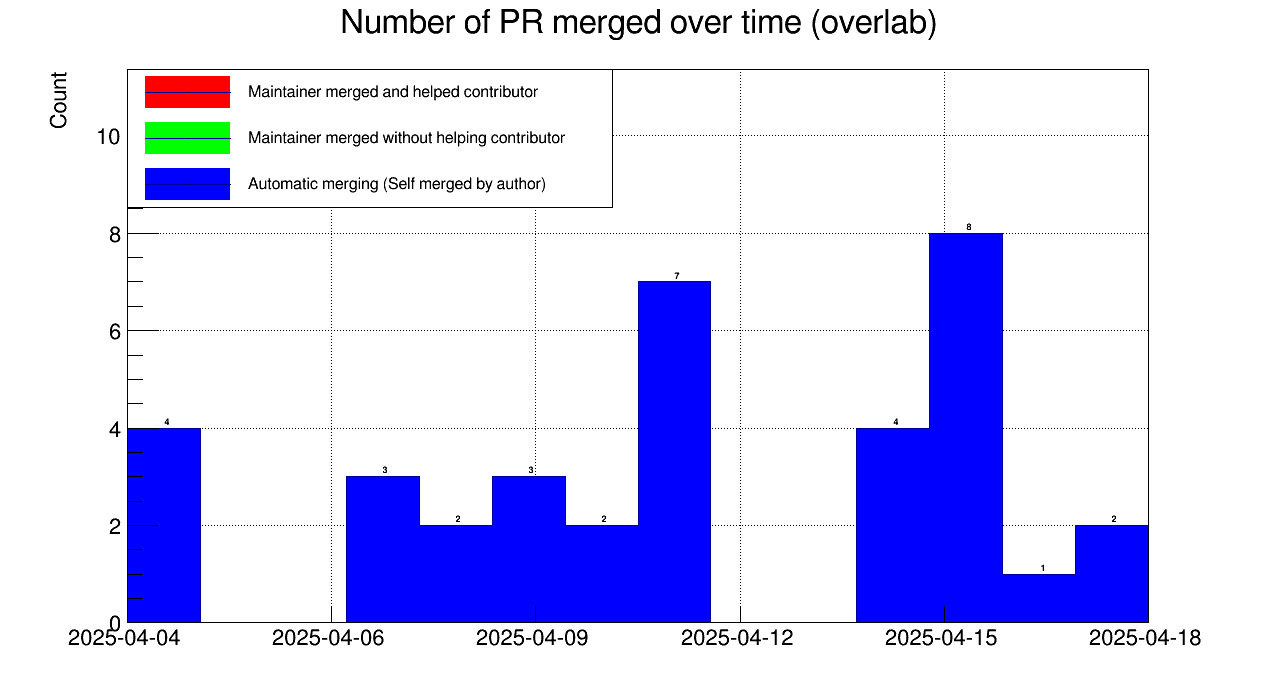 Number of PR merged over time (overlab)
Count
Maintainer merged and helped contributor
Maintainer merged without helping contributor
Automatic merging (Self merged by author)
10
8
6
4
2
0
4
3
2
3
2
7
4
8
1
2
2025-04-04 2025-04-06 2025-04-09 2025-04-12 2025-04-15 2025-04-18